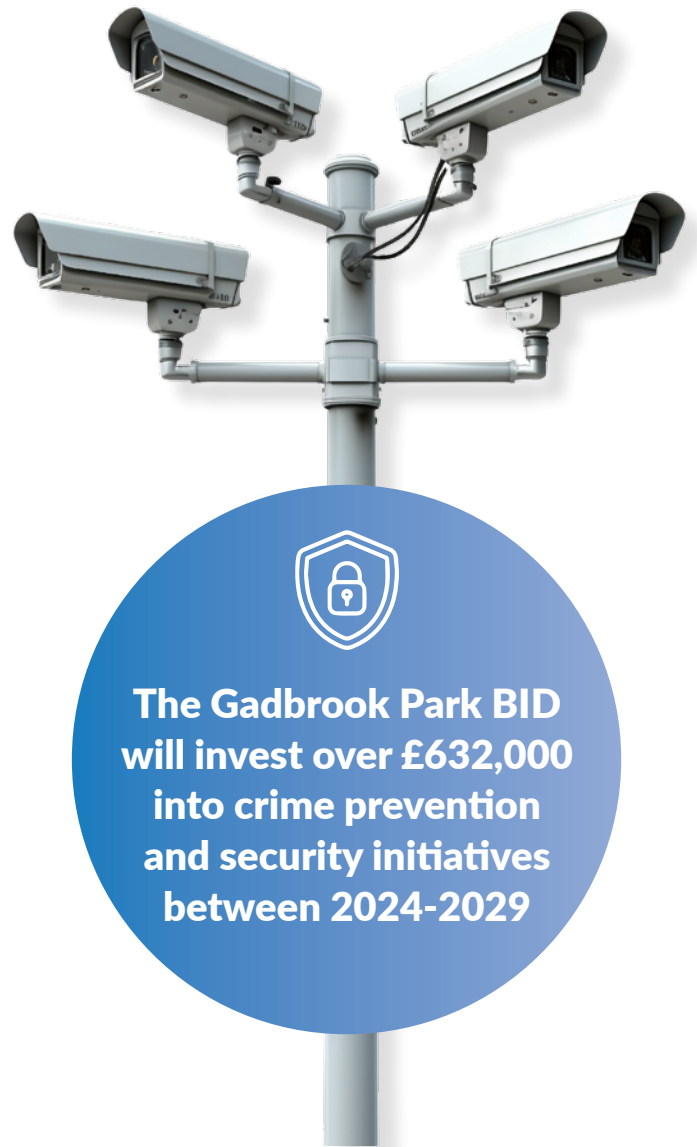 The Gadbrook Park BID
will invest over £632,000
into crime prevention
and security initiatives
between 2024-2029